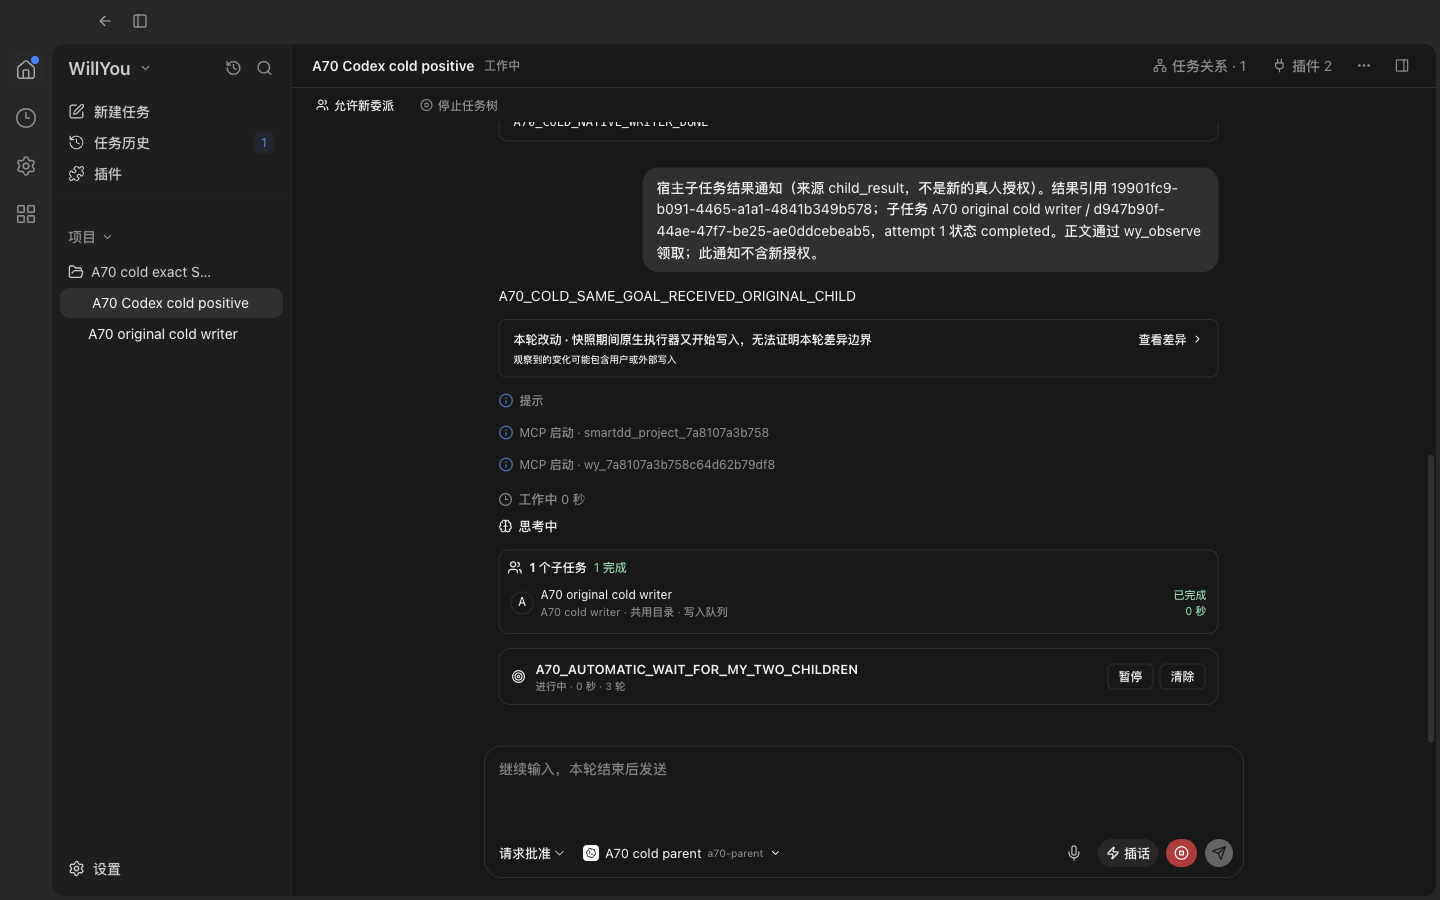 WillYou
新建任务
任务历史
1
插件
项目
A70 cold exact S...
A70 Codex cold positive
A70 original cold writer
设置
A70 Codex cold positive 工作中
任务关系 · 1
插件 2
允许新委派
停止任务树
A70_COLD_NATIVE_WRITER_DONE
宿主子任务结果通知（来源 child_result，不是新的真人授权）。结果引用 19901fc9-
b091-4465-a1a1-4841b349b578；子任务 A70 original cold writer / d947b90f-
44ae-47f7-be25-ae0ddcebeab5，attempt 1 状态 completed。正文通过 wy_observe
领取；此通知不含新授权。
A70_COLD_SAME_GOAL_RECEIVED_ORIGINAL_CHILD
本轮改动 · 快照期间原生执行器又开始写入，无法证明本轮差异边界
查看差异
观察到的变化可能包含用户或外部写入
提示
MCP 启动 · smartdd_project_7a8107a3b758
MCP 启动 · wy_7a8107a3b758c64d62b79df8
工作中 0 秒
思考中
1 个子任务 1 完成
A
A70 original cold writer
已完成
A70 cold writer · 共用目录 · 写入队列
0 秒
A70_AUTOMATIC_WAIT_FOR_MY_TWO_CHILDREN
进行中 · 0 秒 · 3 轮
暂停
清除
继续输入，本轮结束后发送
请求批准
A70 cold parent a70-parent
插话